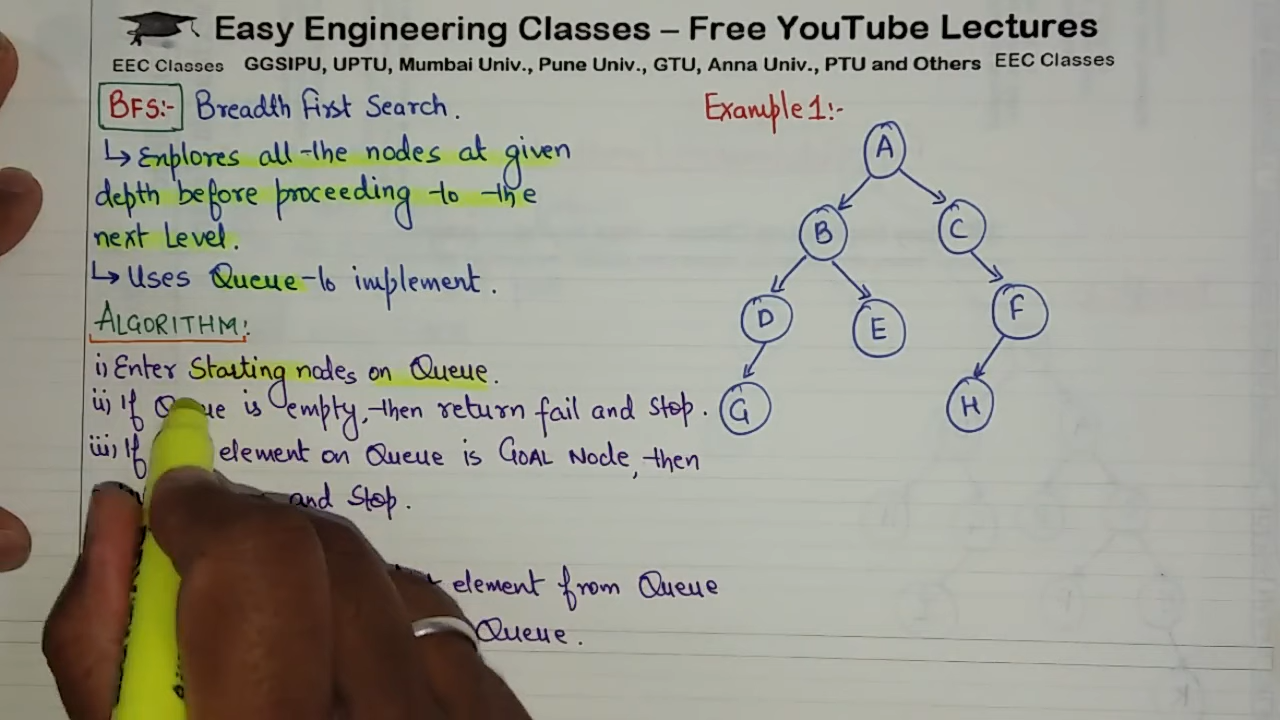 Easy Engineering Classes – Free YouTube Lectures
EEC Classes GGSIPU, UPTU, Mumbai Univ., Pune Univ., GTU, Anna Univ., PTU and Others EEC Classes
BFS:- Breadth First Search.
↳ Explores all the nodes at given
depth before proceeding to the
next Level.
↳ Uses Queue to implement.
ALGORITHM:
i) Enter Starting nodes on Queue.
ii) If Queue is empty, then return fail and stop.
iii) If element on Queue is GOAL Node, then
and Stop.
element from Queue
Queue.
Example 1:-
A
B
C
D
E
F
G
H